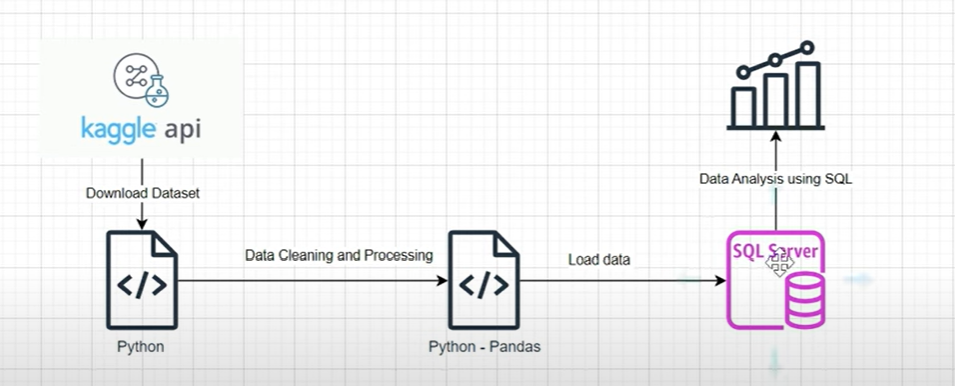 kaggle api
Download Dataset
Python
Data Cleaning and Processing
Python - Pandas
Load data
SQL Server
Data Analysis using SQL